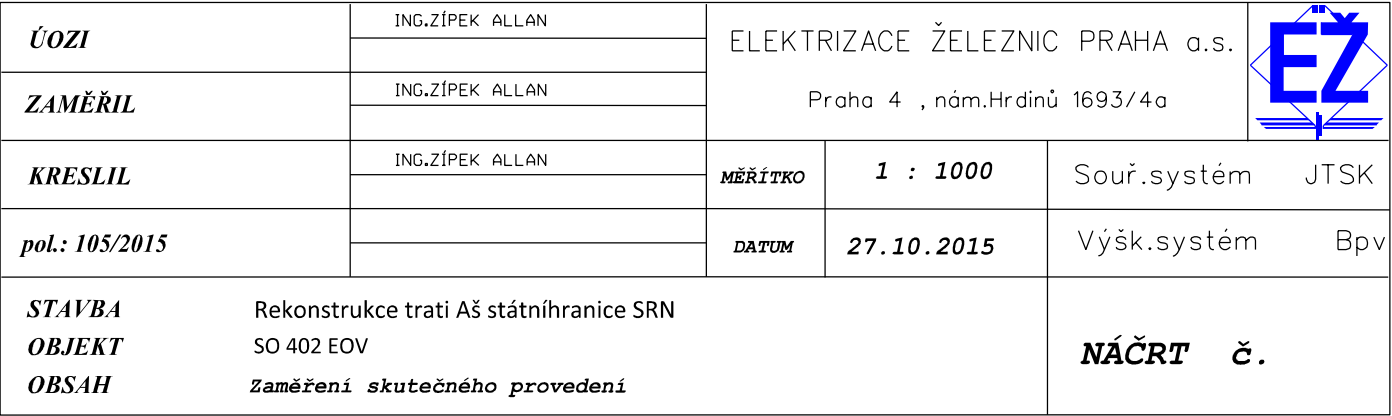 ÚOZI ING.ZÍPEK ALLAN
ELEKTRIZACE ŽELEZNIC PRAHA a.s.
EŽ
ZAMĚŘIL ING.ZÍPEK ALLAN
Praha 4 , nám.Hrdinů 1693/4a
KRESLIL ING.ZÍPEK ALLAN
MĚŘÍTKO 1 : 1000
Souř.systém JTSK
pol.: 105/2015
DATUM 27.10.2015
Výšk.systém Bpv
STAVBA Rekonstrukce trati Aš státníhranice SRN
OBJEKT SO 402 EOV
OBSAH Zaměření skutečného provedení
NÁČRT č.